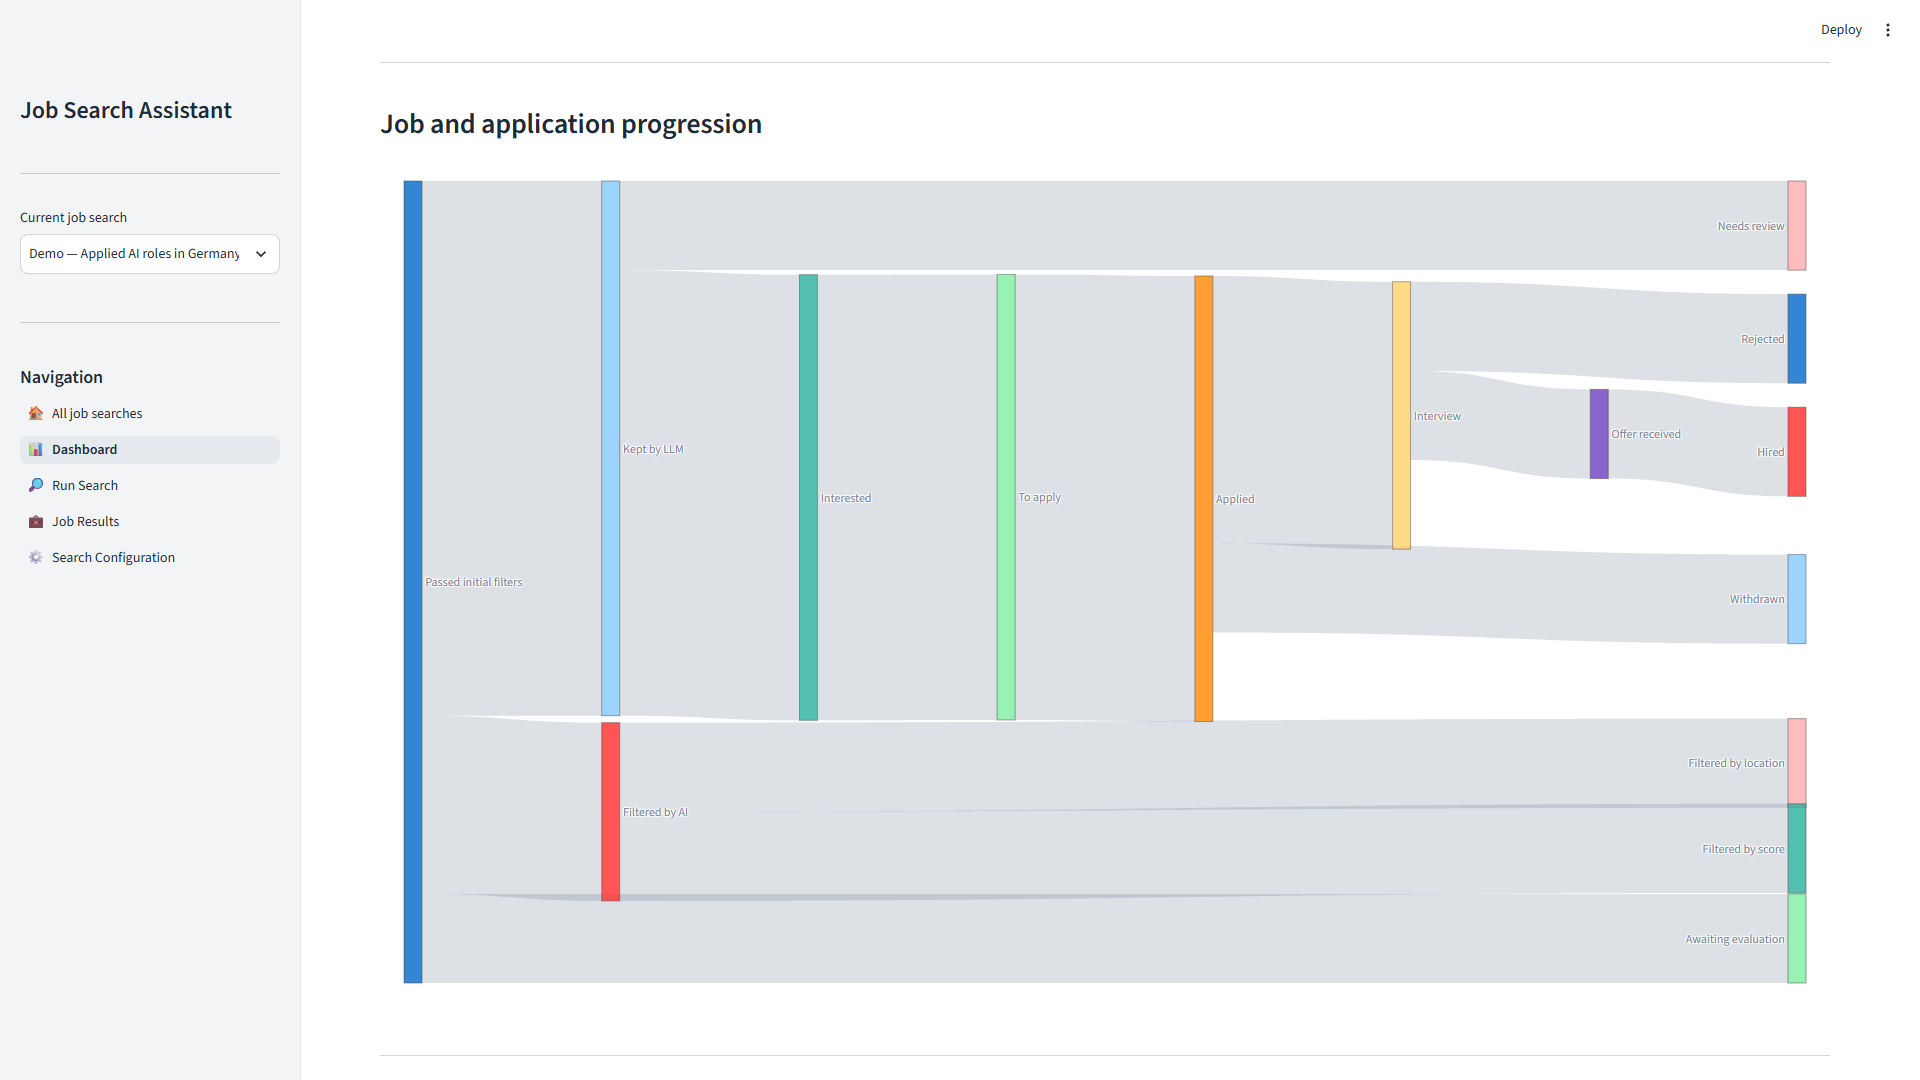 Deploy
Job Search Assistant
Current job search
Demo — Applied AI roles in Germany
Navigation
All job searches
Dashboard
Run Search
Job Results
Search Configuration
Job and application progression
Needs review
Rejected
Interview
Offer received
Kept by LLM
Hired
Interested
To apply
Applied
Passed initial filters
Withdrawn
Filtered by location
Filtered by AI
Filtered by score
Awaiting evaluation